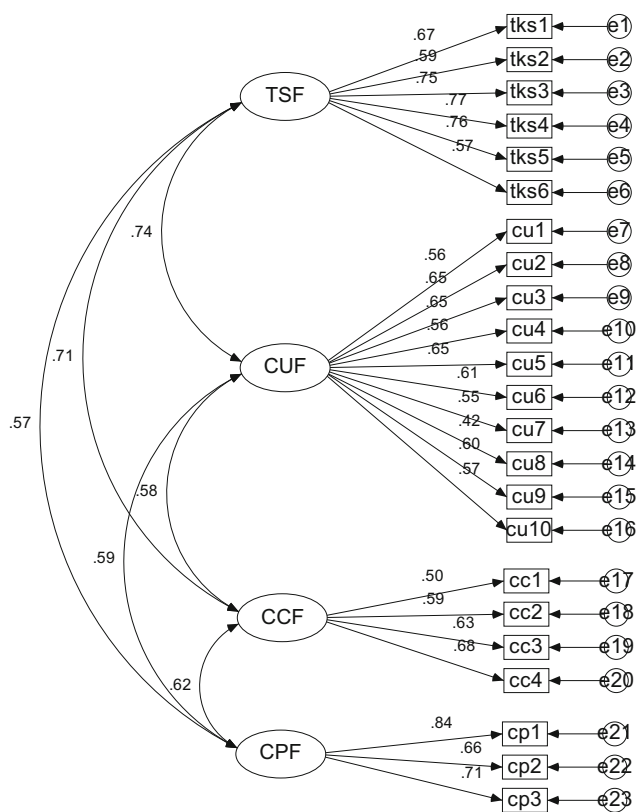 tks1 e1
.67
tks2 e2
.59
.75
TSF tks3 e3
.77
tks4 e4
.76
tks5 e5
.57
tks6 e6
.74
cu1 e7
.56
cu2 e8
.65
cu3 e9
.65
.56
cu4 e10
.65
.71
CUF cu5 e11
.61
cu6 e12
.55
.57
.42
cu7 e13
.60
cu8 e14
.57
.58
cu9 e15
cu10 e16
.59
.50
cc1 e17
.59
CCF cc2 e18
.63
cc3 e19
.68
cc4 e20
.62
.84
cp1 e21
.66
CPF cp2 e22
.71
cp3 e23